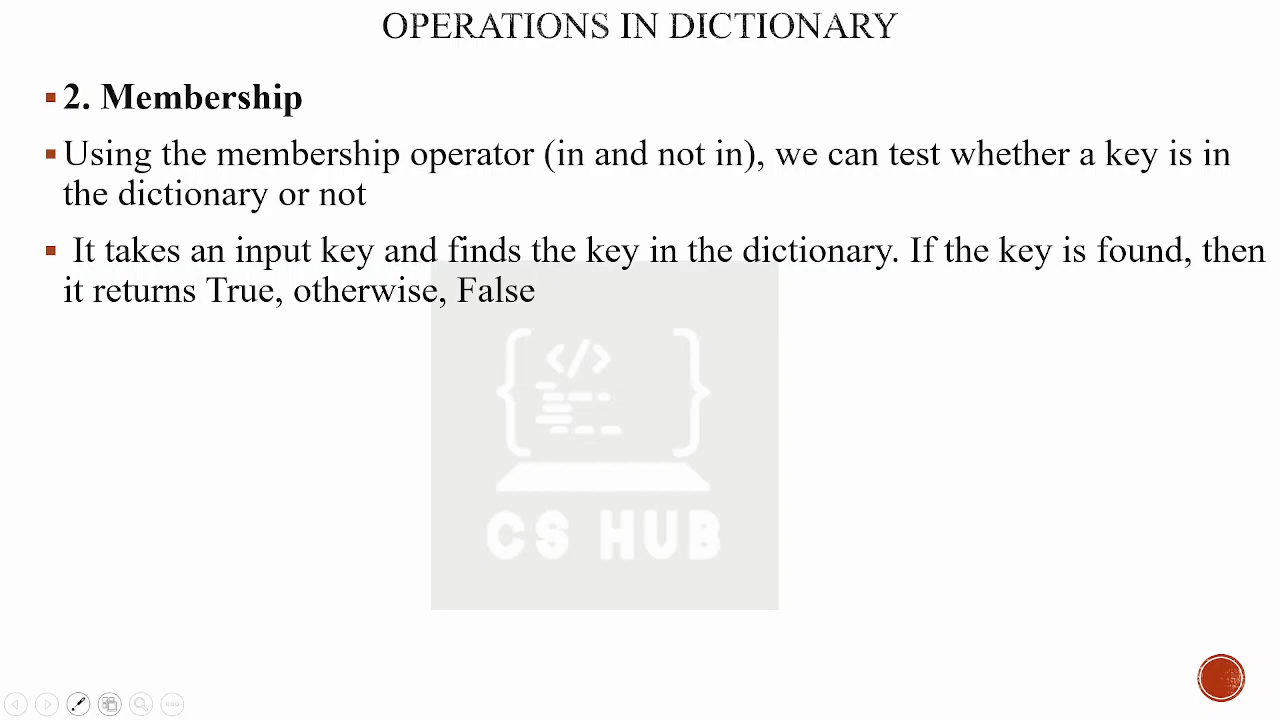 OPERATIONS IN DICTIONARY
2. Membership
Using the membership operator (in and not in), we can test whether a key is in
the dictionary or not
It takes an input key and finds the key in the dictionary. If the key is found, then
it returns True, otherwise, False
</>
CS HUB